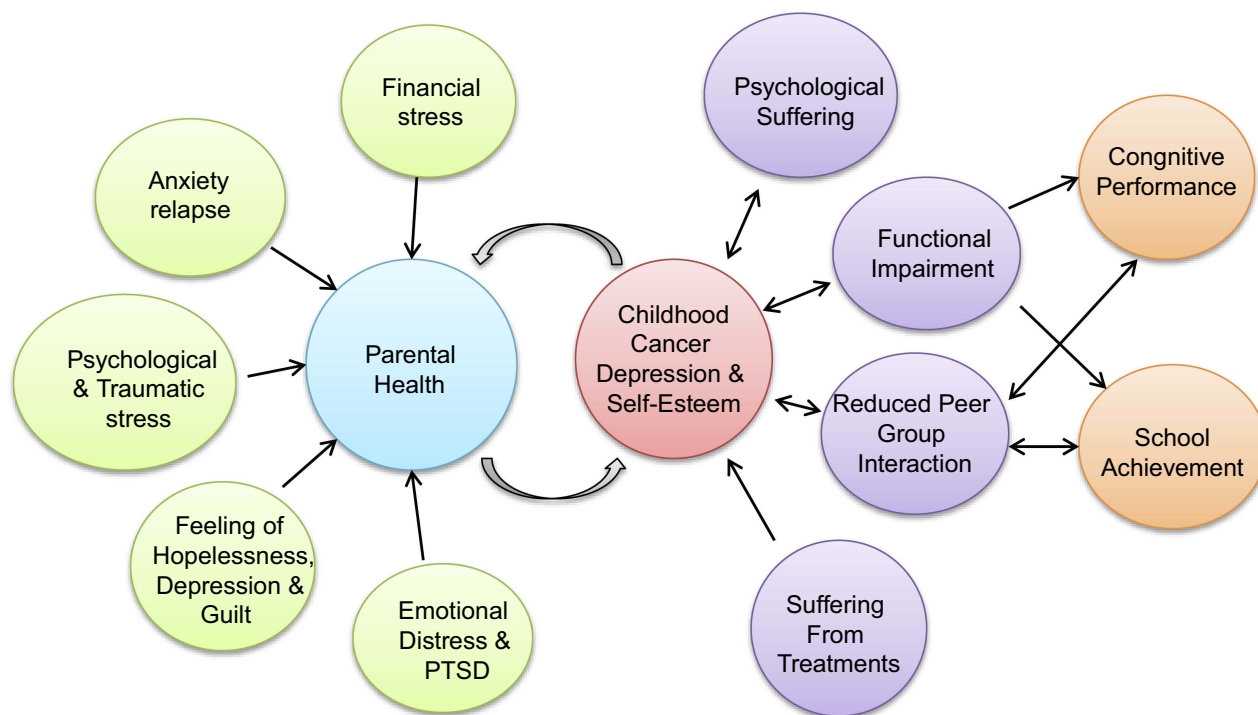 Financial
stress
Anxiety
relapse
Psychological
& Traumatic
stress
Feeling of
Hopelessness,
Depression &
Guilt
Emotional
Distress &
PTSD
Parental
Health
Childhood
Cancer
Depression &
Self-Esteem
Psychological
Suffering
Functional
Impairment
Reduced Peer
Group
Interaction
Suffering
From
Treatments
Congnitive
Performance
School
Achievement